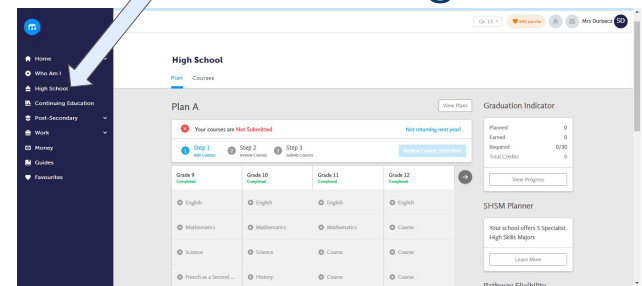 m
Gr. 13
Mrs Durbacz SD
Home
Who Am I
High School
Continuing Education
Post-Secondary
Work
Money
Guides
Favourites
High School
Plan Courses
Plan A
View Plans
Your courses are Not Submitted
Not returning next year?
1 Step 1 Add Courses
2 Step 2 Review Courses
3 Step 3 Submit Courses
Review Course Selections
Grade 9 Completed
Grade 10 Completed
Grade 11 Completed
Grade 12 Completed
English English English English
Mathematics Mathematics Mathematics Course
Science Science Course Course
French as a Second ... History Course Course
Graduation Indicator
Planned 0
Earned 0
Required 0/30
Total Credits 0
View Progress
SHSM Planner
Your school offers 5 Specialist
High Skills Majors
Learn More
Pathway Eligibility